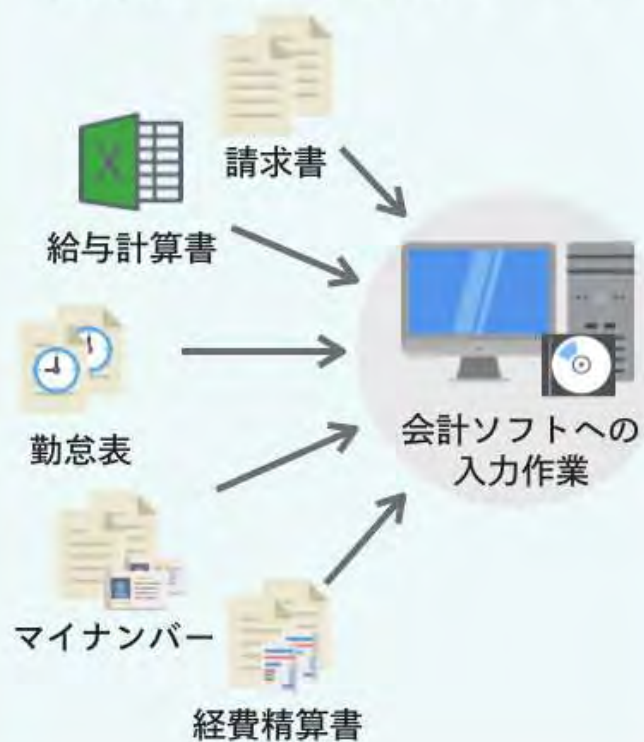 請求書
給与計算書
勤怠表
マイナンバー
経費精算書
会計ソフトへの
入力作業